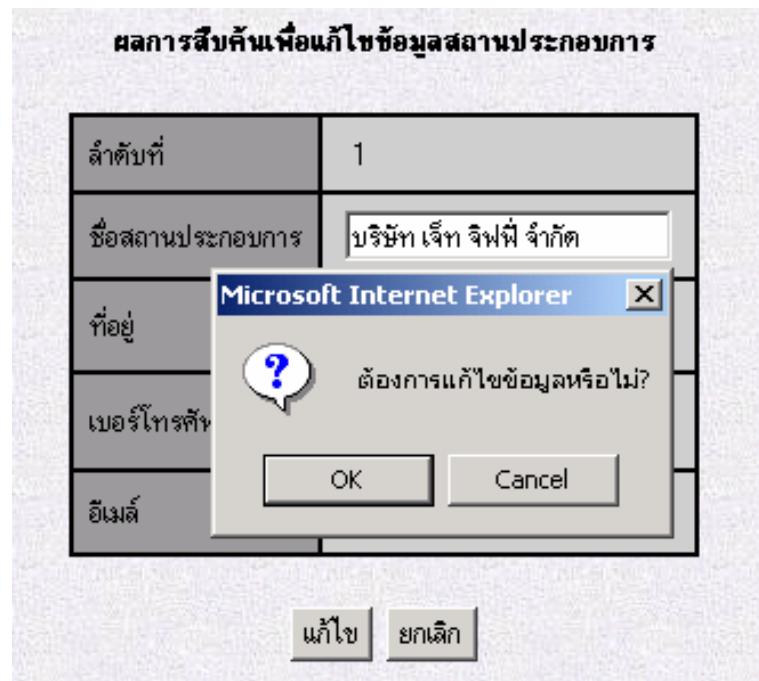 ผลการสืบค้นเพื่อแก้ไขข้อมูลสถานประกอบการ
ลำดับที่ 1
ชื่อสถานประกอบการ บริษัท เจ็ท จิฟฟี่ จำกัด
Microsoft Internet Explorer
ที่อยู่
ต้องการแก้ไขข้อมูลหรือไม่?
เบอร์โทรศัพ
OK Cancel
อีเมล์
แก้ไข ยกเลิก